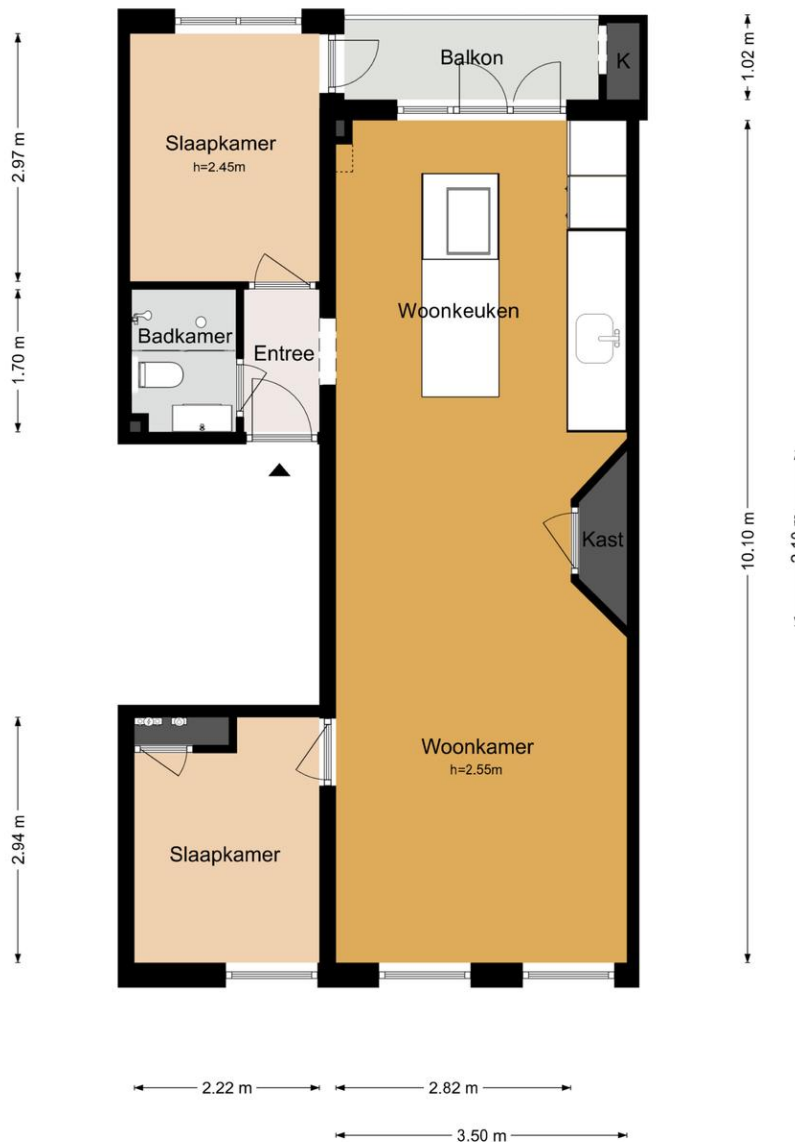 Balkon
K
1.02 m
Slaapkamer
h=2.45m
2.97 m
Woonkeuken
Badkamer
Entree
1.70 m
Kast
10.10 m
Woonkamer
h=2.55m
Slaapkamer
2.94 m
2.22 m
2.82 m
3.50 m